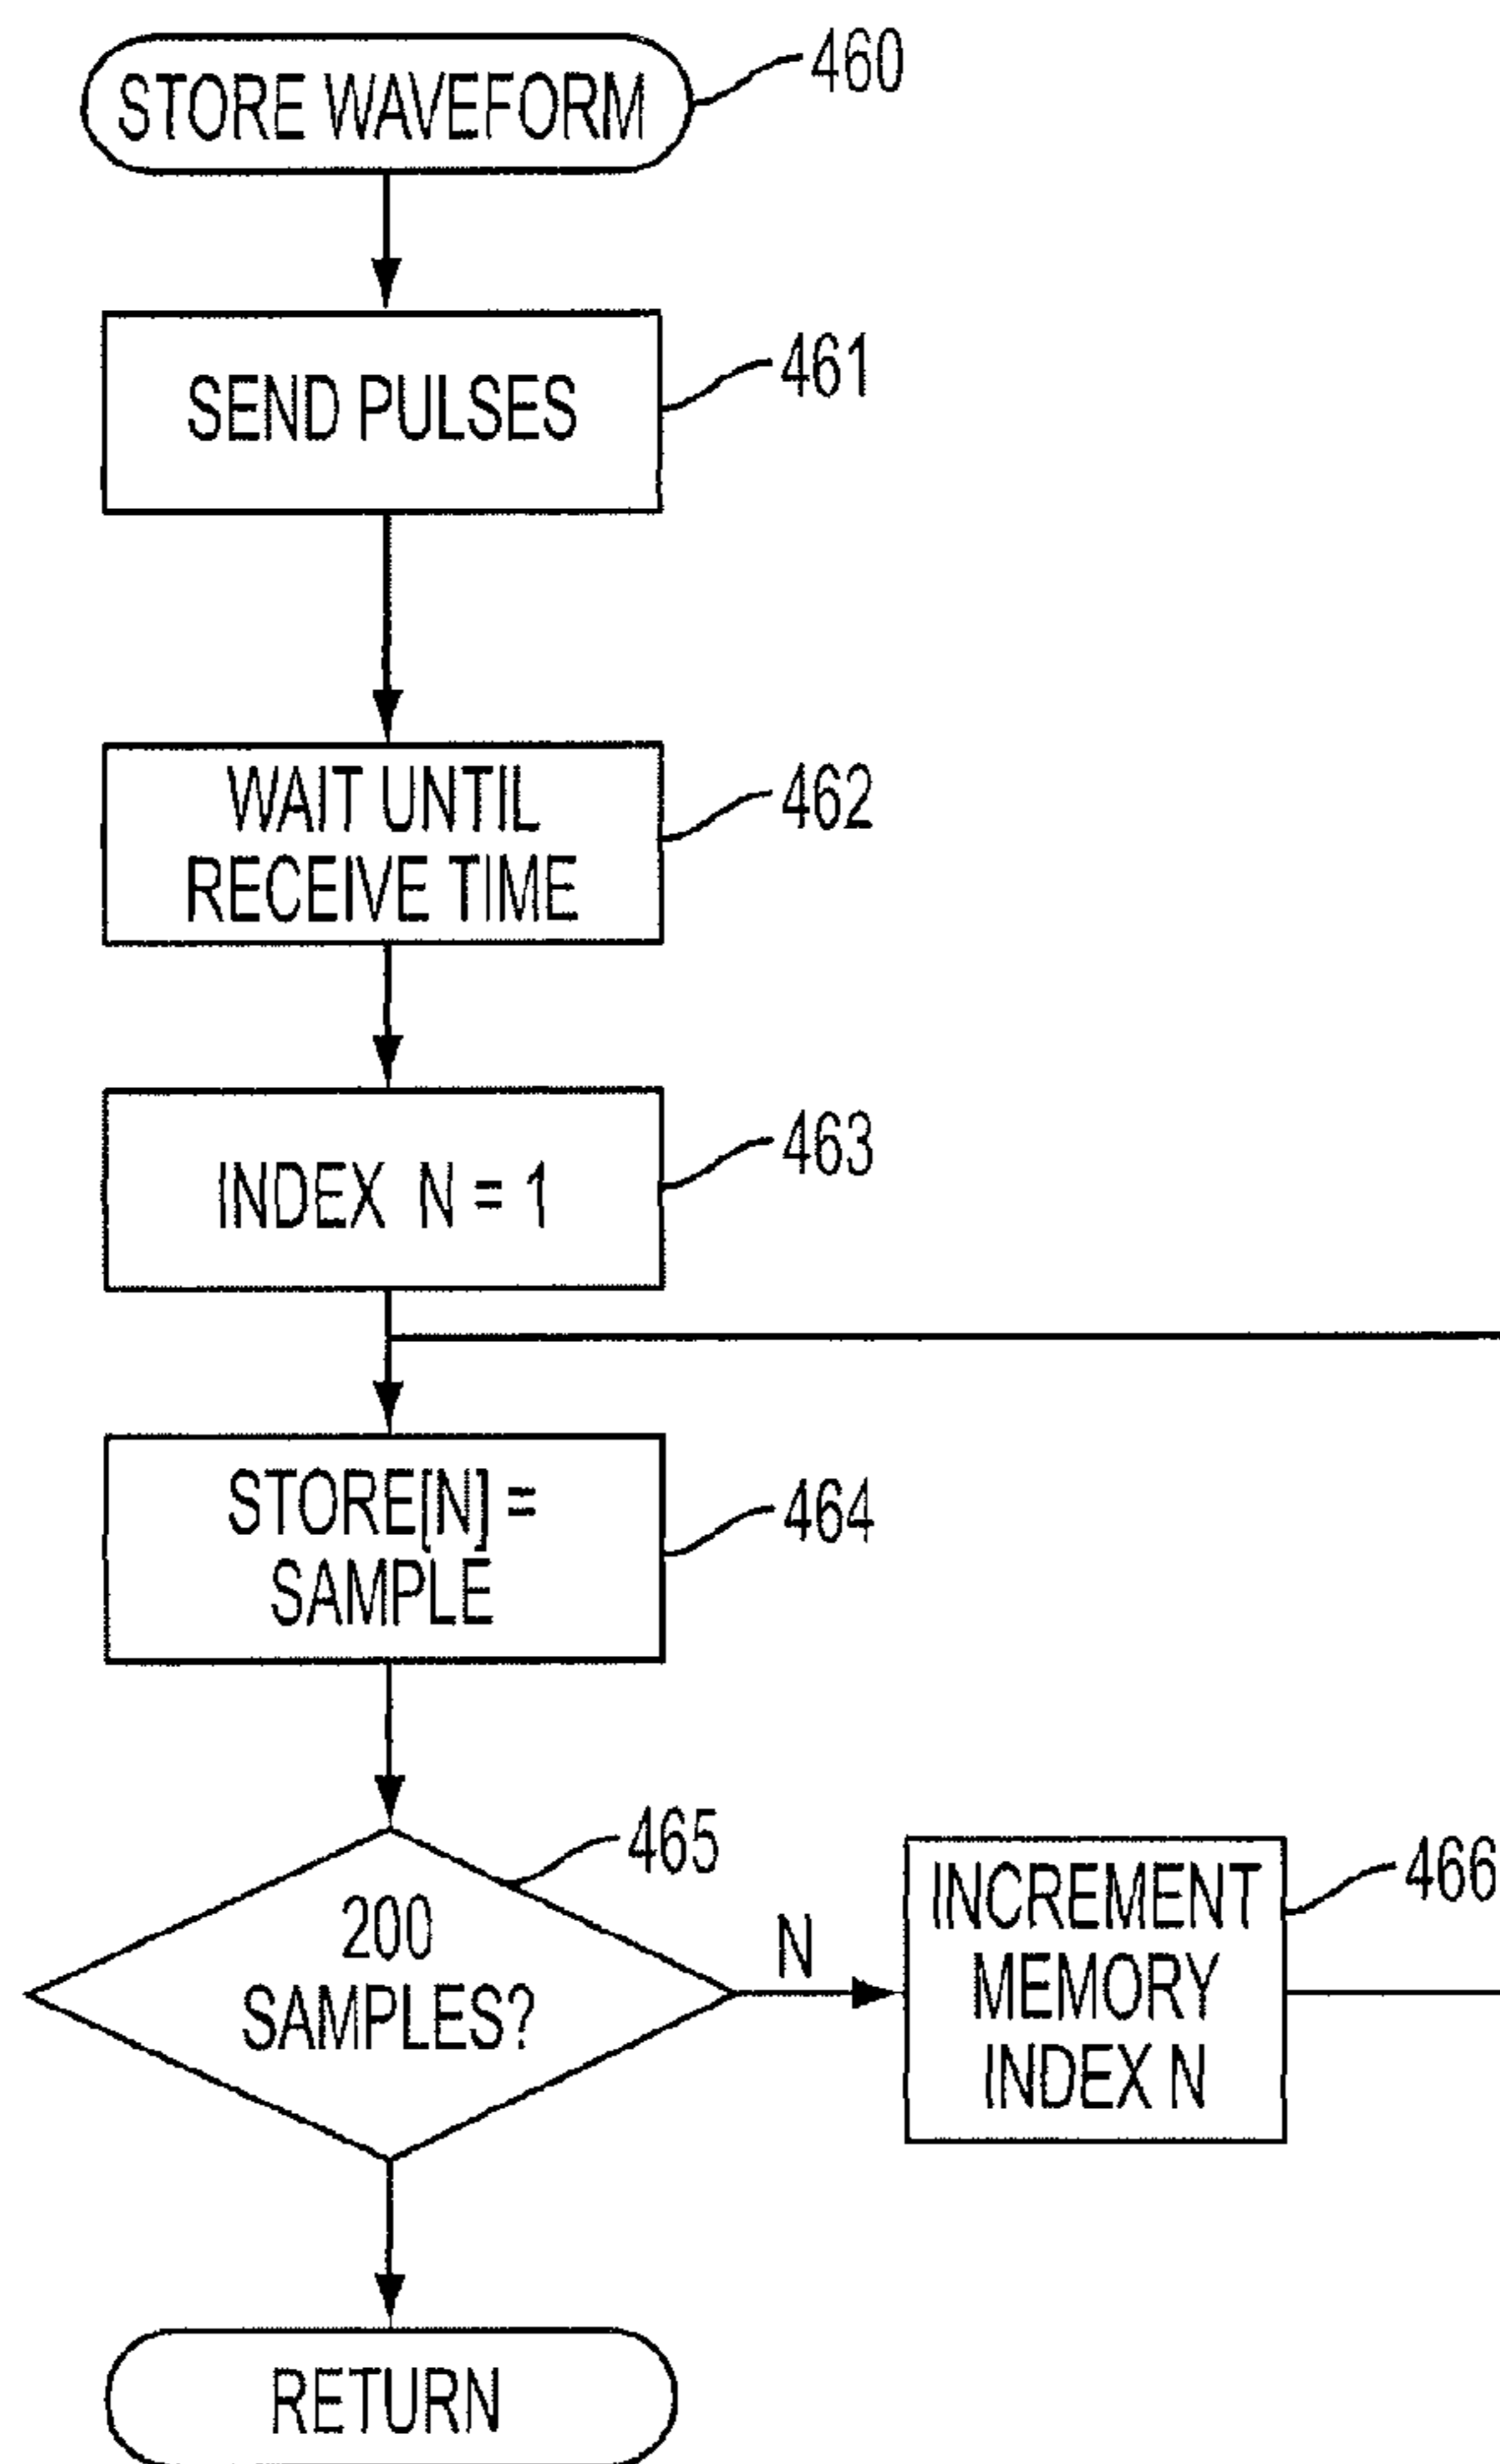 STORE WAVEFORM
460
SEND PULSES
461
WAIT UNTIL
RECEIVE TIME
462
INDEX N = 1
463
STORE[N] =
SAMPLE
464
465
200
SAMPLES?
N
INCREMENT
MEMORY
INDEX N
466
RETURN